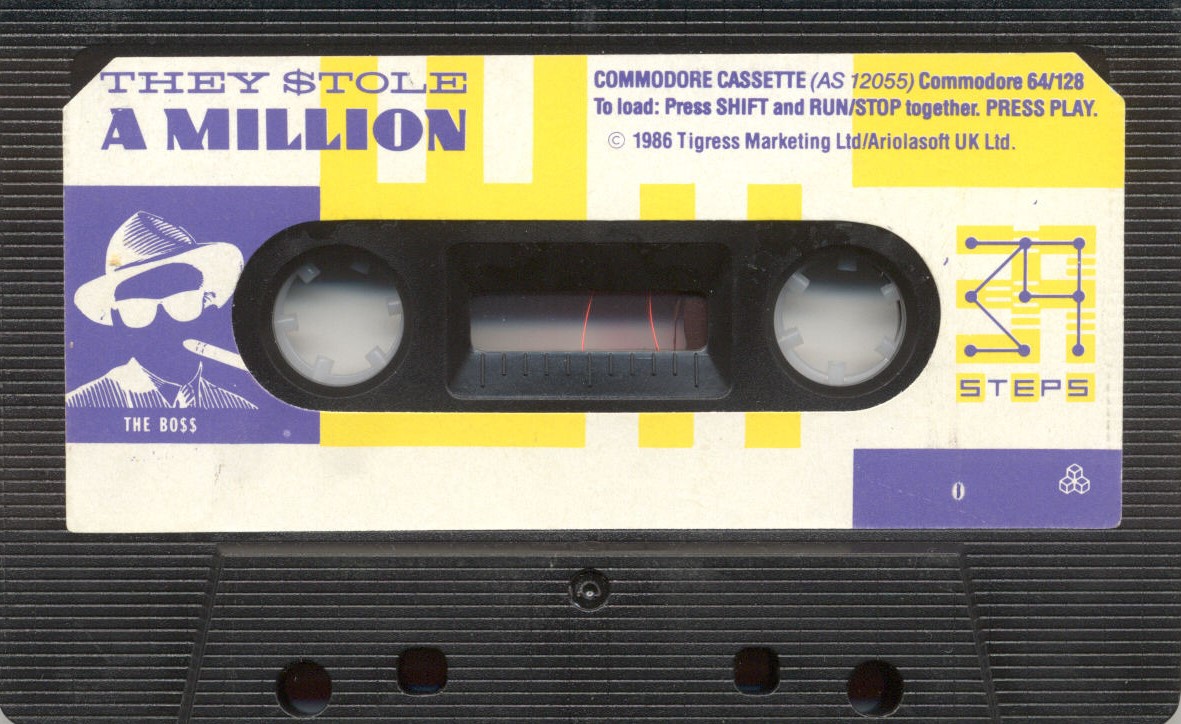 THEY $TOLE
A MILLION
COMMODORE CASSETTE (AS 12055) Commodore 64/128
To load: Press SHIFT and RUN/STOP together. PRESS PLAY.
© 1986 Tigress Marketing Ltd/Ariolasoft UK Ltd.
39
STEPS
THE BO$$
0